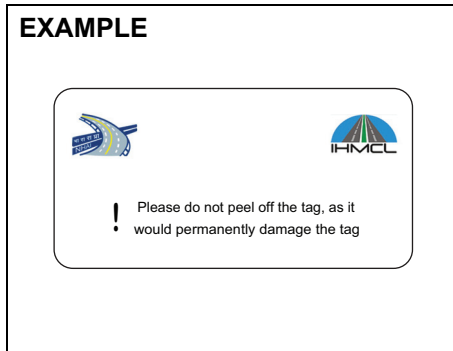 EXAMPLE
IHMCL
! Please do not peel off the tag, as it
would permanently damage the tag